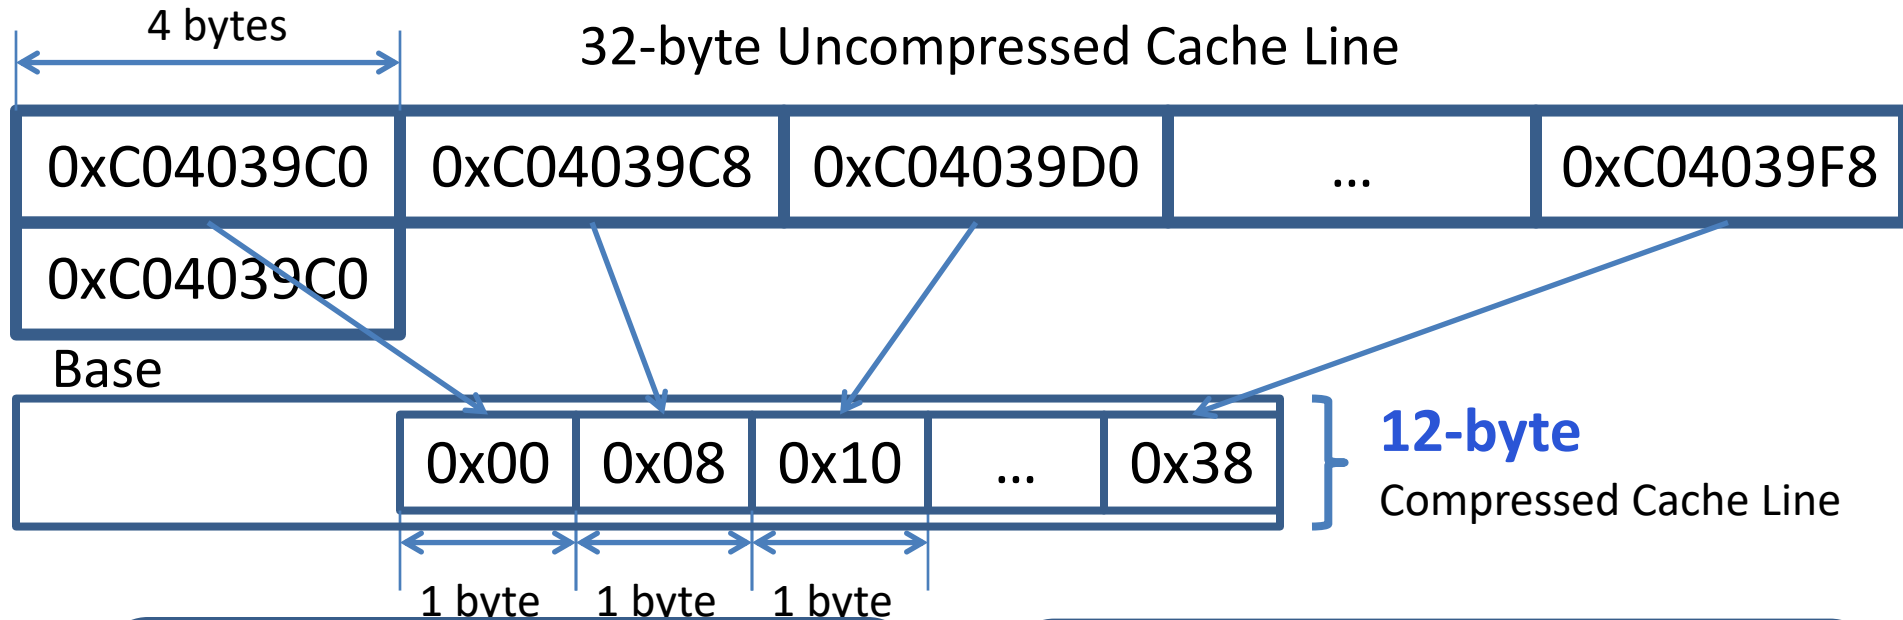 4 bytes
32-byte Uncompressed Cache Line
0xC04039C0 0xC04039C8 0xC04039D0 ... 0xC04039F8
0xC04039C0
Base
0x00 0x08 0x10 ... 0x38
12-byte
Compressed Cache Line
1 byte 1 byte 1 byte